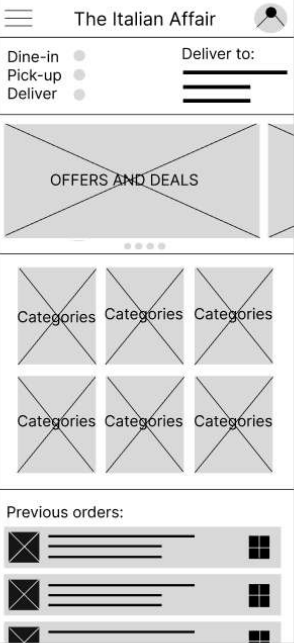 The Italian Affair
Dine-in
Pick-up
Deliver
Deliver to:
OFFERS AND DEALS
Categories Categories Categories
Categories Categories Categories
Previous orders: